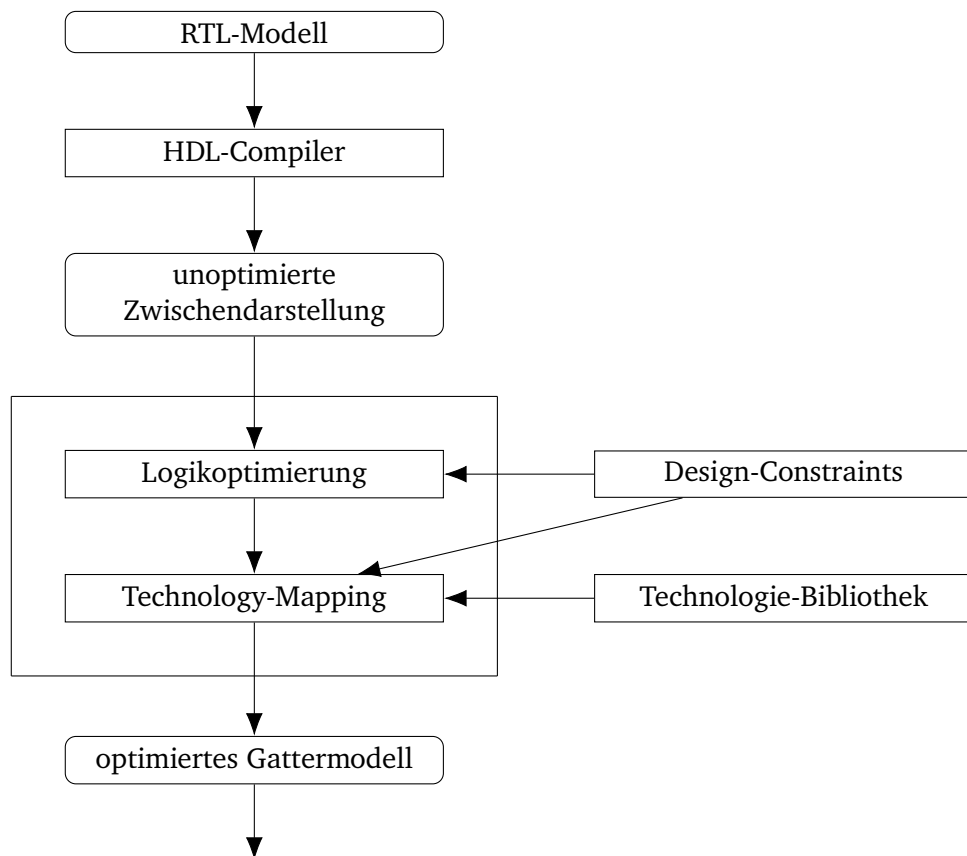 RTL-Modell
HDL-Compiler
unoptimierte
Zwischendarstellung
Logikoptimierung
Design-Constraints
Technology-Mapping
Technologie-Bibliothek
optimiertes Gattermodell